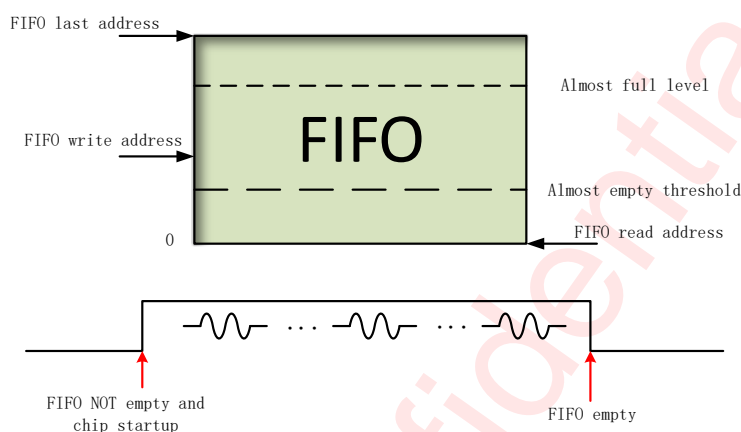 FIFO last address
Almost full level
FIFO
FIFO write address
Almost empty threshold
FIFO read address
0
... ...
FIFO NOT empty and
chip startup
FIFO empty